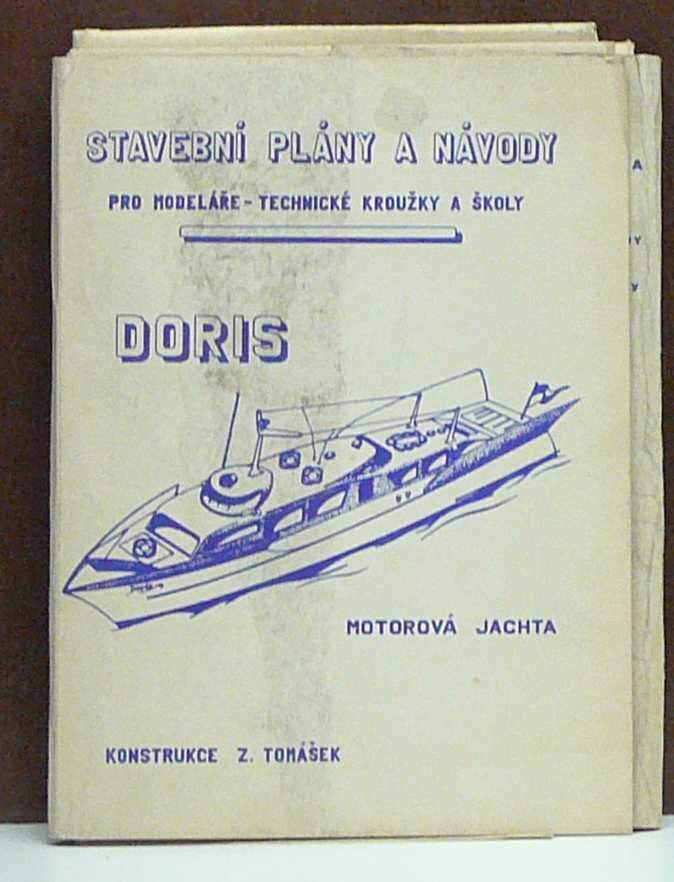 STAVEBNÍ PLÁNY A NÁVODY
PRO MODELÁŘE - TECHNICKÉ KROUŽKY A ŠKOLY
DORIS
MOTOROVÁ JACHTA
KONSTRUKCE Z. TOMÁŠEK